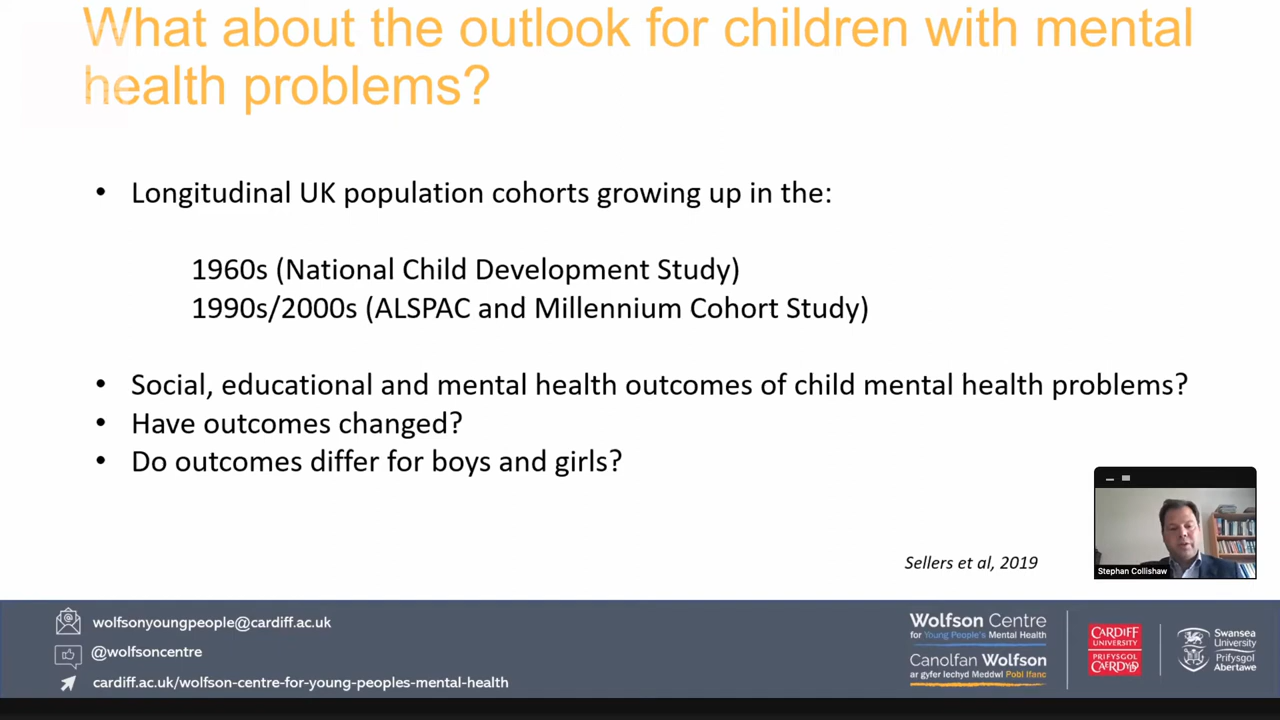 What about the outlook for children with mental
health problems?
• Longitudinal UK population cohorts growing up in the:
1960s (National Child Development Study)
1990s/2000s (ALSPAC and Millennium Cohort Study)
• Social, educational and mental health outcomes of child mental health problems?
• Have outcomes changed?
• Do outcomes differ for boys and girls?
Sellers et al, 2019
Stephan Collishaw
wolfsonyoungpeople@cardiff.ac.uk
@wolfsoncentre
cardiff.ac.uk/wolfson-centre-for-young-peoples-mental-health
Wolfson Centre
for Young People's Mental Health
Canolfan Wolfson
ar gyfer Iechyd Meddwl Pobl Ifanc
CARDIFF
UNIVERSITY
PRIFYSGOL
CAERDYDD
Swansea
University
Prifysgol
Abertawe